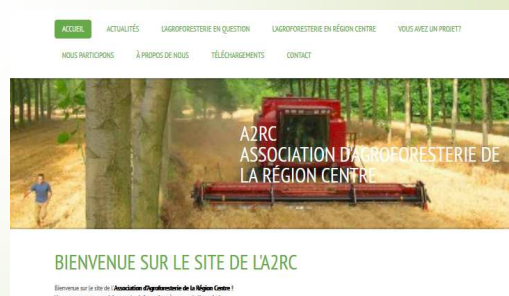 ACCUEIL ACTUALITÉS L'AGROFORESTERIE EN QUESTION L'AGROFORESTERIE EN RÉGION CENTRE VOUS AVEZ UN PROJET?
NOUS PARTICIPONS À PROPOS DE NOUS TÉLÉCHARGEMENTS CONTACT
A2RC
ASSOCIATION D'AGROFORESTERIE DE
LA RÉGION CENTRE
BIENVENUE SUR LE SITE DE L'A2RC
Bienvenue sur le site de l'Association d'Agroforesterie de la Région Centre !